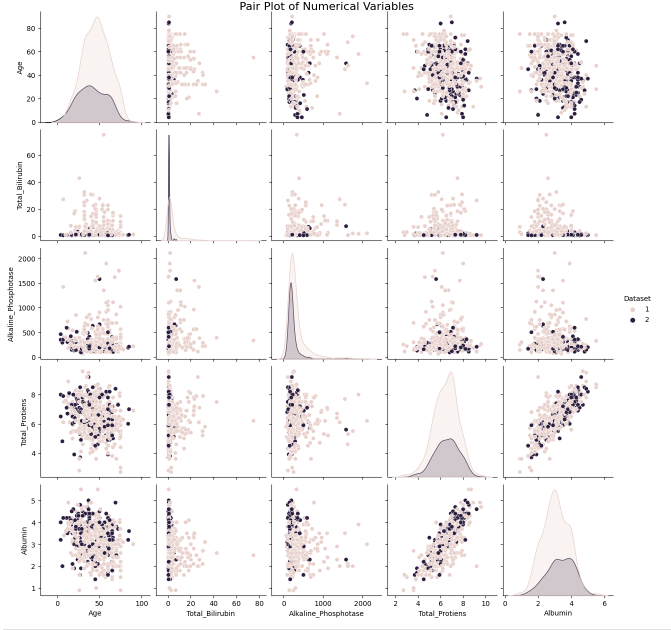 Pair Plot of Numerical Variables
80
60
40
20
0
Age
60
40
20
0
Total_Bilirubin
2000
1500
1000
500
0
Alkaline_Phosphotase
Dataset
1
2
8
6
4
Total_Protiens
5
4
3
2
1
Albumin
0 50 100
0 20 40 60 80
0 1000 2000
2 4 6 8 10
0 2 4 6
Age Total_Bilirubin Alkaline_Phosphotase Total_Protiens Albumin